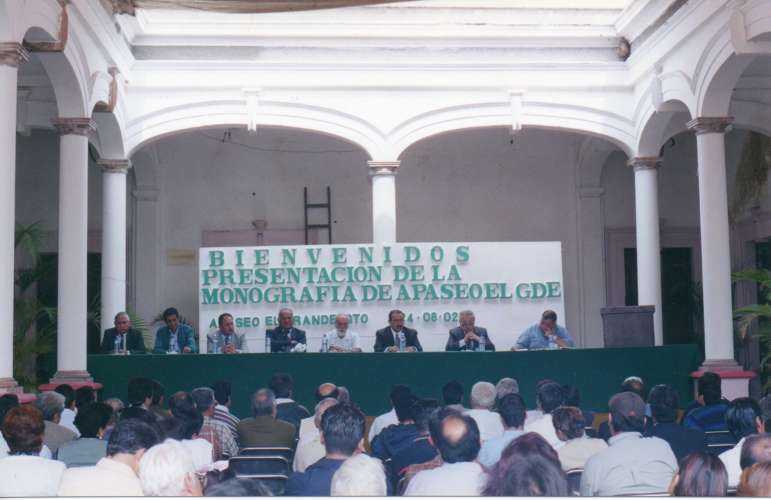 BIENVENIDOS
PRESENTACION DE LA
MONOGRAFIA DE APASEO EL GDE